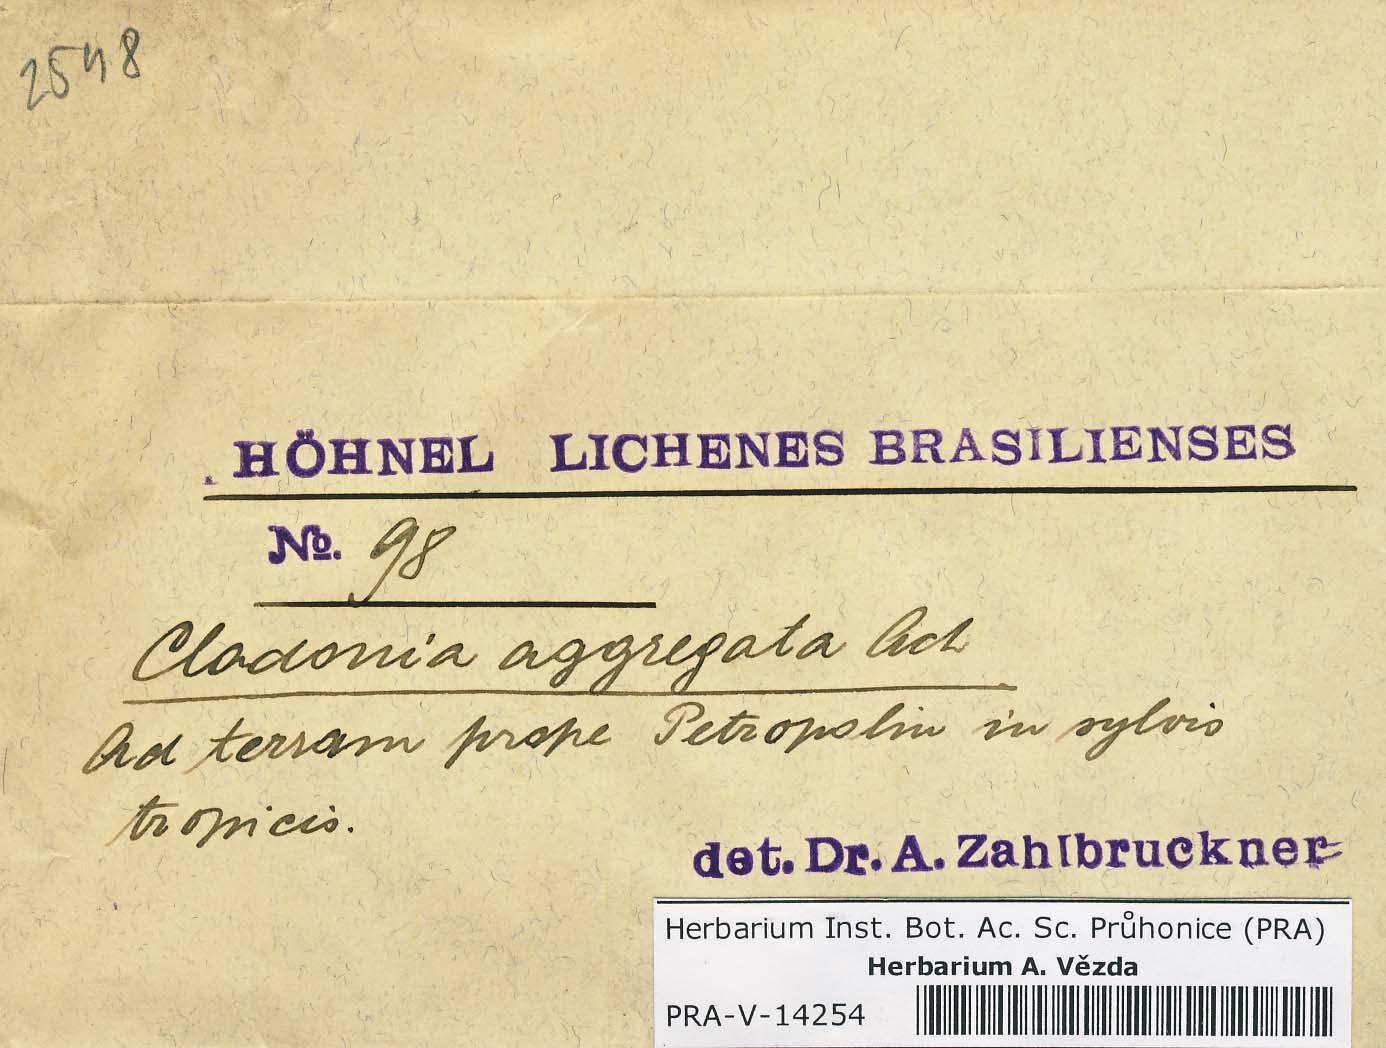 2548
HÖHNEL LICHENES BRASILIENSES
No. 98
Cladonia aggregata Ach
Ad terram prope Petropolin in sylvis
tropicis.
det. Dr. A. Zahlbruckner
Herbarium Inst. Bot. Ac. Sc. Průhonice (PRA)
Herbarium A. Vězda
PRA-V-14254